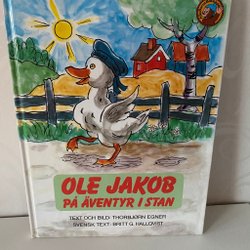 OLE JAKOB
PÅ ÄVENTYR I STAN
TEXT OCH BILD: THORBJØRN EGNER
SVENSK TEXT: BRITT G. HALLQVIST